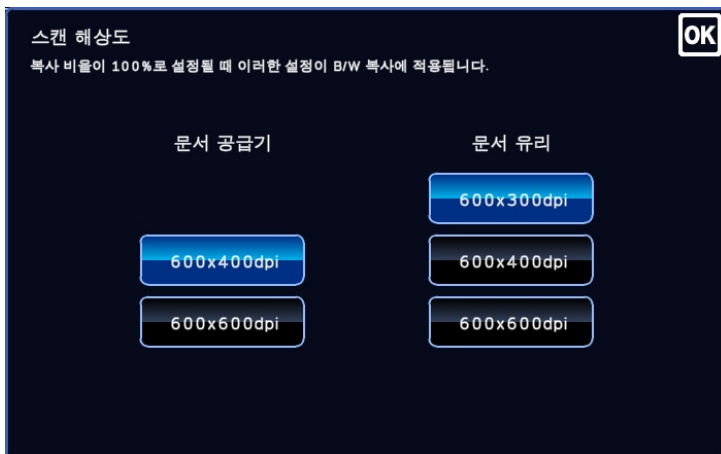 스캔 해상도
OK
복사 비율이 100%로 설정될 때 이러한 설정이 B/W 복사에 적용됩니다.
문서 공급기
문서 유리
600x300dpi
600x400dpi
600x400dpi
600x600dpi
600x600dpi